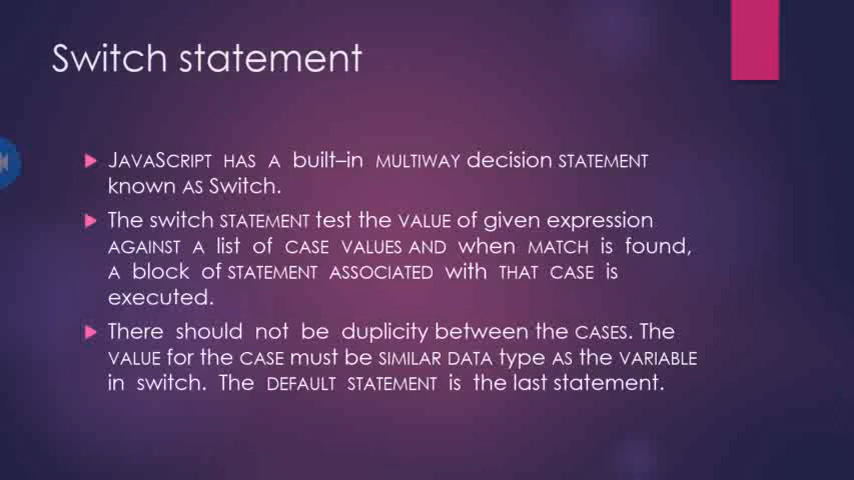 Switch statement
JAVASCRIPT HAS A built–in MULTIWAY decision STATEMENT
known AS Switch.
The switch STATEMENT test the VALUE of given expression
AGAINST A list of CASE VALUES AND when MATCH is found,
A block of STATEMENT ASSOCIATED with THAT CASE is
executed.
There should not be duplicity between the CASES. The
VALUE for the CASE must be SIMILAR DATA type AS the VARIABLE
in switch. The DEFAULT STATEMENT is the last statement.